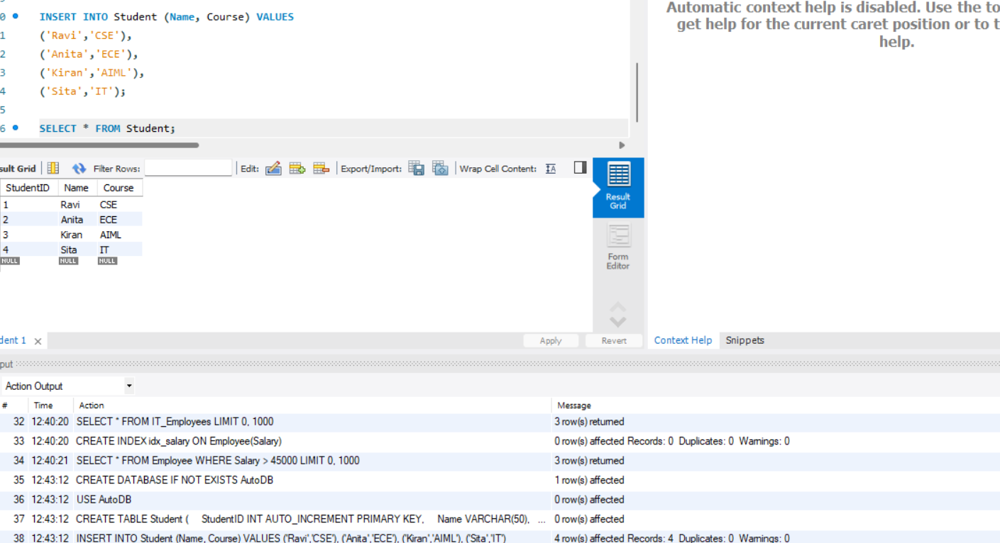 0 INSERT INTO Student (Name, Course) VALUES
1 ('Ravi','CSE'),
2 ('Anita','ECE'),
3 ('Kiran','AIML'),
4 ('Sita','IT');
5
6 SELECT * FROM Student;
Automatic context help is disabled. Use the to
get help for the current caret position or to t
help.
sult Grid Filter Rows: Edit: Export/Import: Wrap Cell Content: IA
StudentID Name Course
1 Ravi CSE
2 Anita ECE
3 Kiran AIML
4 Sita IT
NULL NULL NULL
Result
Grid
Form
Editor
dent 1 Apply Revert
Context Help Snippets
put
Action Output
# Time Action Message
32 12:40:20 SELECT * FROM IT_Employees LIMIT 0, 1000 3 row(s) returned
33 12:40:20 CREATE INDEX idx_salary ON Employee(Salary) 0 row(s) affected Records: 0 Duplicates: 0 Warnings: 0
34 12:40:21 SELECT * FROM Employee WHERE Salary > 45000 LIMIT 0, 1000 3 row(s) returned
35 12:43:12 CREATE DATABASE IF NOT EXISTS AutoDB 1 row(s) affected
36 12:43:12 USE AutoDB 0 row(s) affected
37 12:43:12 CREATE TABLE Student ( StudentID INT AUTO_INCREMENT PRIMARY KEY, Name VARCHAR(50), ... 0 row(s) affected
38 12:43:12 INSERT INTO Student (Name, Course) VALUES ('Ravi','CSE'), ('Anita','ECE'), ('Kiran','AIML'), ('Sita','IT') 4 row(s) affected Records: 4 Duplicates: 0 Warnings: 0